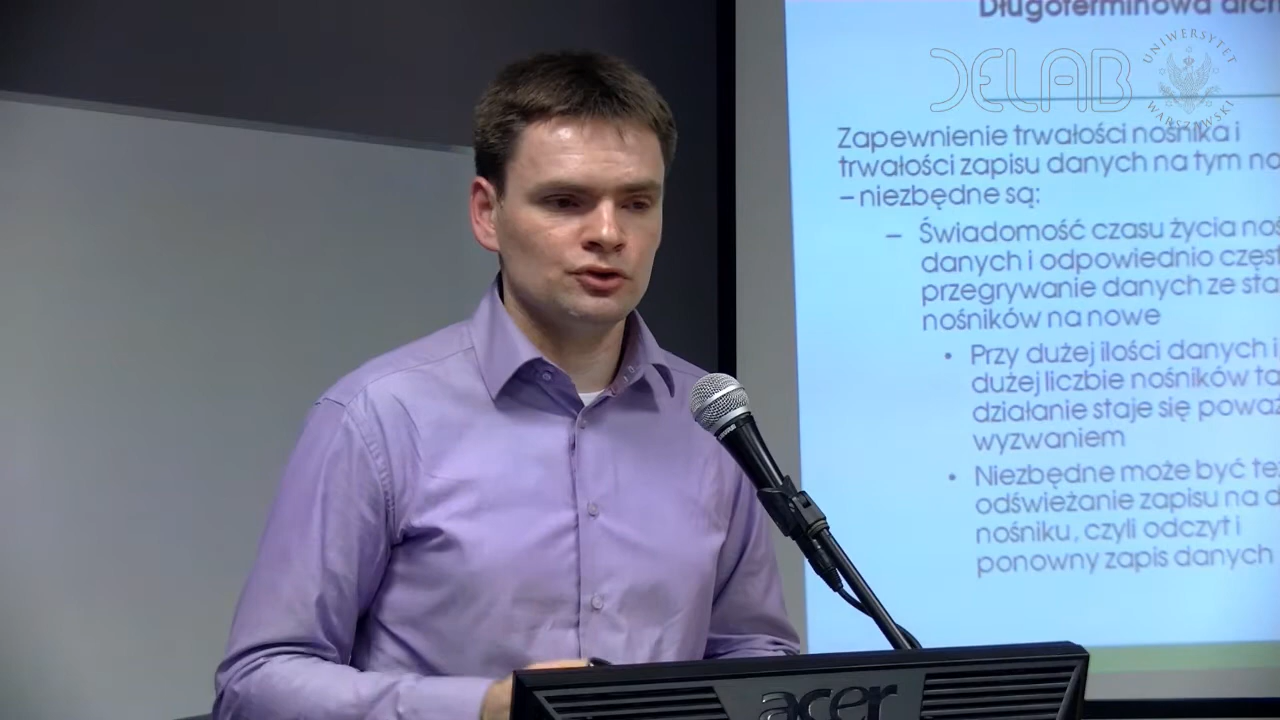 Długoterminowa
DELAB
UNIWERSYTET
WARSZAWSKI
Zapewnienie trwałości nośnika i
trwałości zapisu danych na tym
– niezbędne są:
– Świadomość czasu życia
danych i odpowiednio
przegrywanie danych ze
nośników na nowe
• Przy dużej ilości danych i
dużej liczbie nośników
działanie staje się
wyzwaniem
• Niezbędne może być
odświeżanie zapisu na
nośniku, czyli odczyt i
ponowny zapis danych
acer